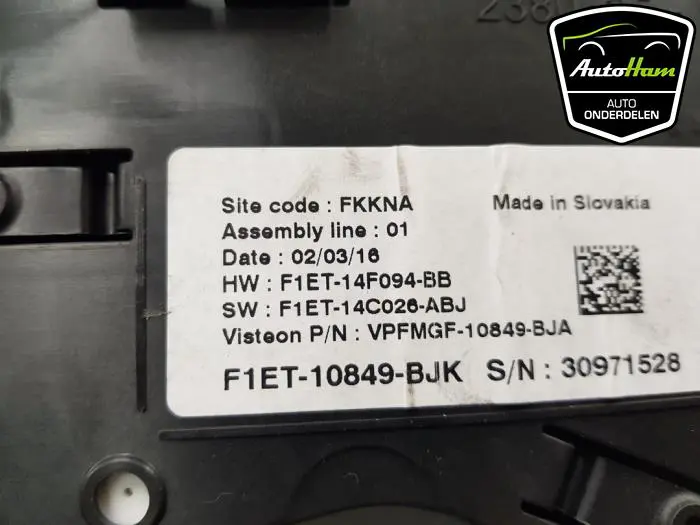 AutoHam
AUTO
ONDERDELEN
Site code : FKKNA
Made in Slovakia
Assembly line : 01
Date : 02/03/16
HW : F1ET-14F094-BB
SW : F1ET-14C026-ABJ
Visteon P/N : VPFMGF-10849-BJA
F1ET-10849-BJK S/N : 30971528